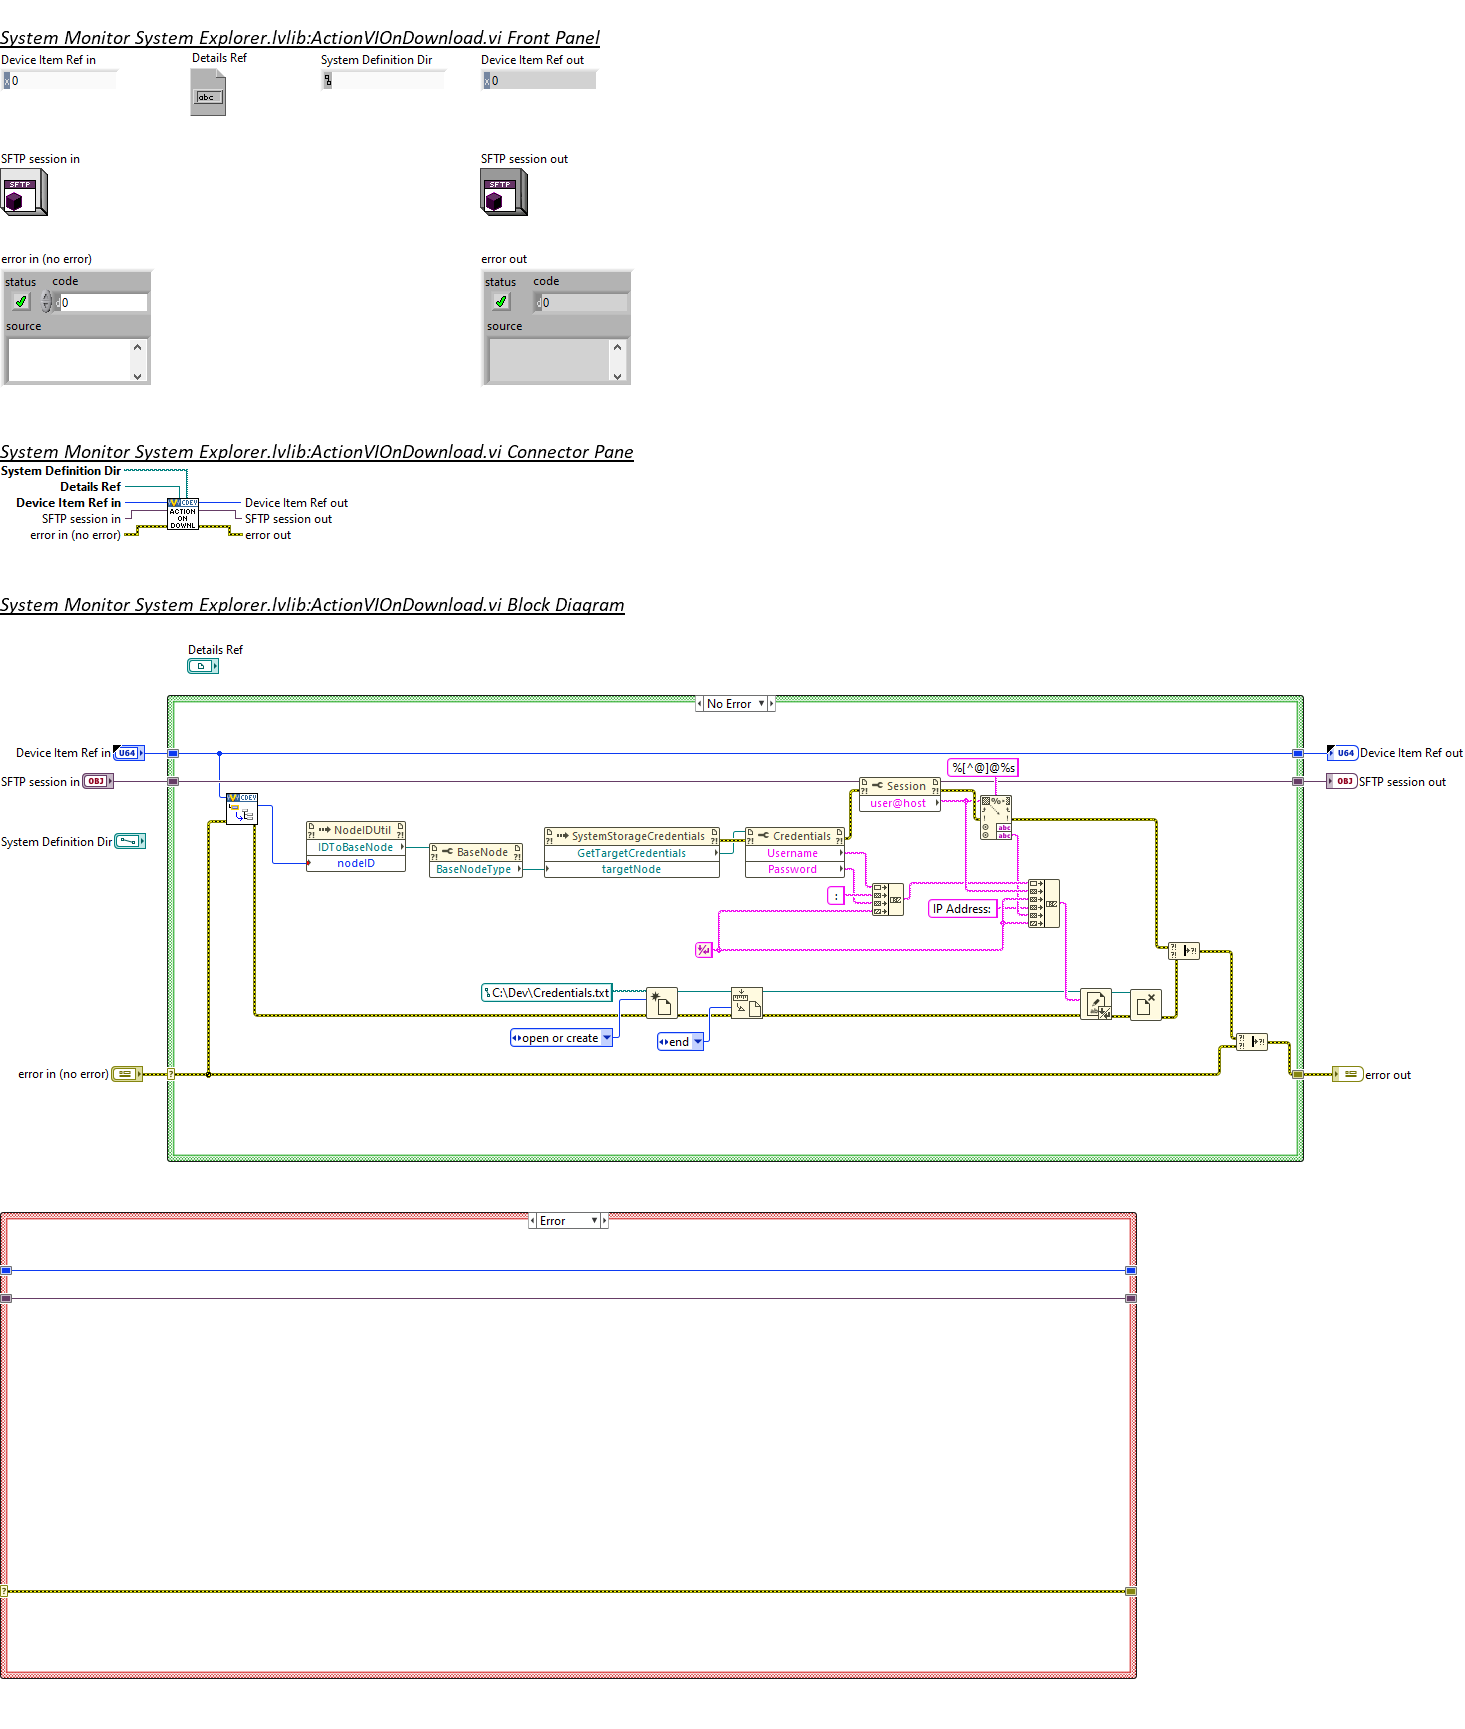 System Monitor System Explorer.lvlib:ActionVIOnDownload.vi Front Panel
Device Item Ref in
Details Ref
System Definition Dir
Device Item Ref out
x 0
abc
x 0
SFTP session in
SFTP session out
SFTP
SFTP
error in (no error)
error out
status code
status code
d 0
d 0
source
source
System Monitor System Explorer.lvlib:ActionVIOnDownload.vi Connector Pane
System Definition Dir
Details Ref
Device Item Ref in
CDEV
Device Item Ref out
SFTP session in
ACTION
ON
DOWNL
SFTP session out
error in (no error)
error out
System Monitor System Explorer.lvlib:ActionVIOnDownload.vi Block Diagram
Details Ref
No Error
Device Item Ref in
U64
U64
Device Item Ref out
%[^@]@%s
SFTP session in
OBJ
OBJ
SFTP session out
Session
user@host
CDEV
abc
abc
System Definition Dir
NodeIDUtil
IDToBaseNode
nodeID
BaseNode
BaseNodeType
SystemStorageCredentials
GetTargetCredentials
targetNode
Credentials
Username
Password
:
IP Address:
C:\Dev\Credentials.txt
open or create
end
error in (no error)
error out
Error